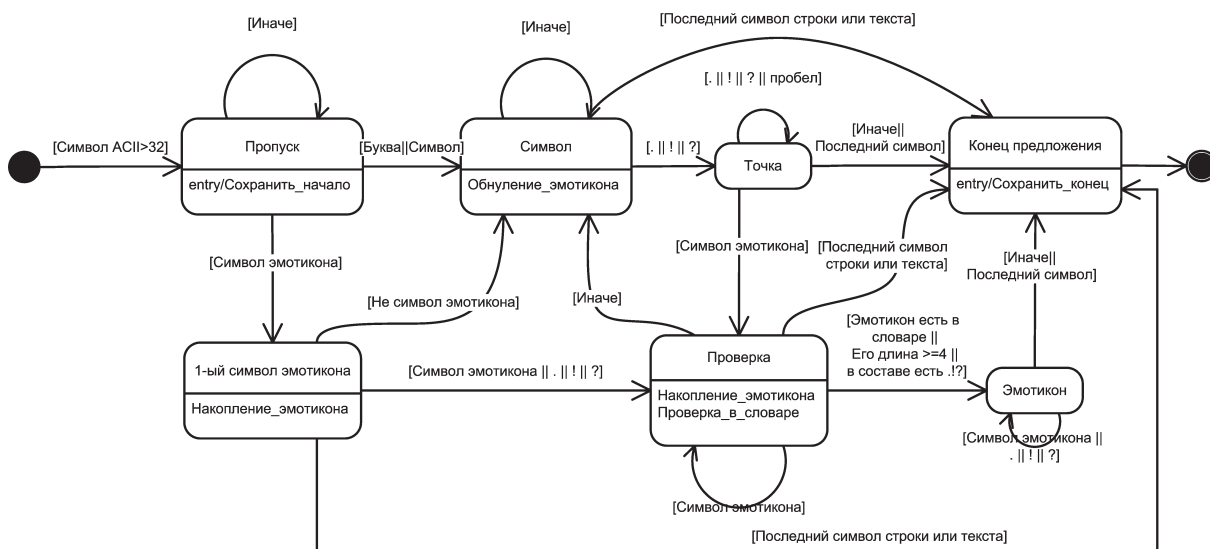 [Иначе]
[Иначе]
[Последний символ строки или текста]
[. || ! || ? || пробел]
[Символ ACII>32]
Пропуск
entry/Сохранить_начало
[Буква||Символ]
Символ
Обнуление_эмотикона
[. || ! || ?]
Точка
[Иначе||
Последний символ]
Конец предложения
entry/Сохранить_конец
[Символ эмотикона]
[Не символ эмотикона]
[Иначе]
[Символ эмотикона]
[Последний символ
строки или текста]
[Иначе||
Последний символ]
1-ый символ эмотикона
Накопление_эмотикона
[Символ эмотикона || . || ! || ?]
Проверка
Накопление_эмотикона
Проверка_в_словаре
[Эмотикон есть в
словаре ||
Его длина >=4 ||
в составе есть .!?]
Эмотикон
[Символ эмотикона ||
. || ! || ?]
[Символ эмотикона]
[Последний символ строки или текста]